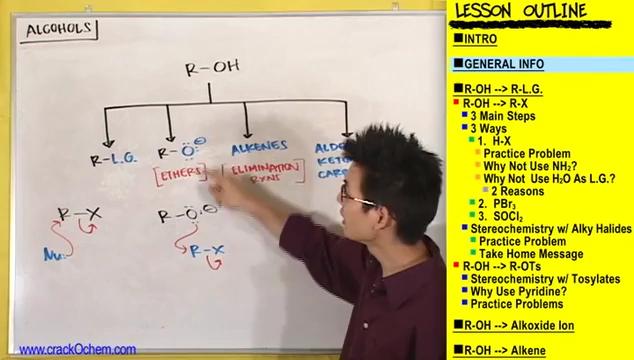 ALCOHOLS
R-OH
R-L.G.
R-O:⊖
ALKENES
[ETHERS]
[ELIMINATION
RXNS]
R-X
Nu:
R-O:⊖
R-X
www.crackOchem.com
LESSON OUTLINE
INTRO
GENERAL INFO
R-OH --> R-L.G.
R-OH --> R-X
3 Main Steps
3 Ways
1. H-X
Practice Problem
Why Not Use NH₂?
Why Not Use H₂O As L.G.?
2 Reasons
2. PBr₃
3. SOCl₂
Stereochemistry w/ Alky Halides
Practice Problem
Take Home Message
R-OH --> R-OTs
Stereochemistry w/ Tosylates
Why Use Pyridine?
Practice Problems
R-OH --> Alkoxide Ion
R-OH --> Alkene